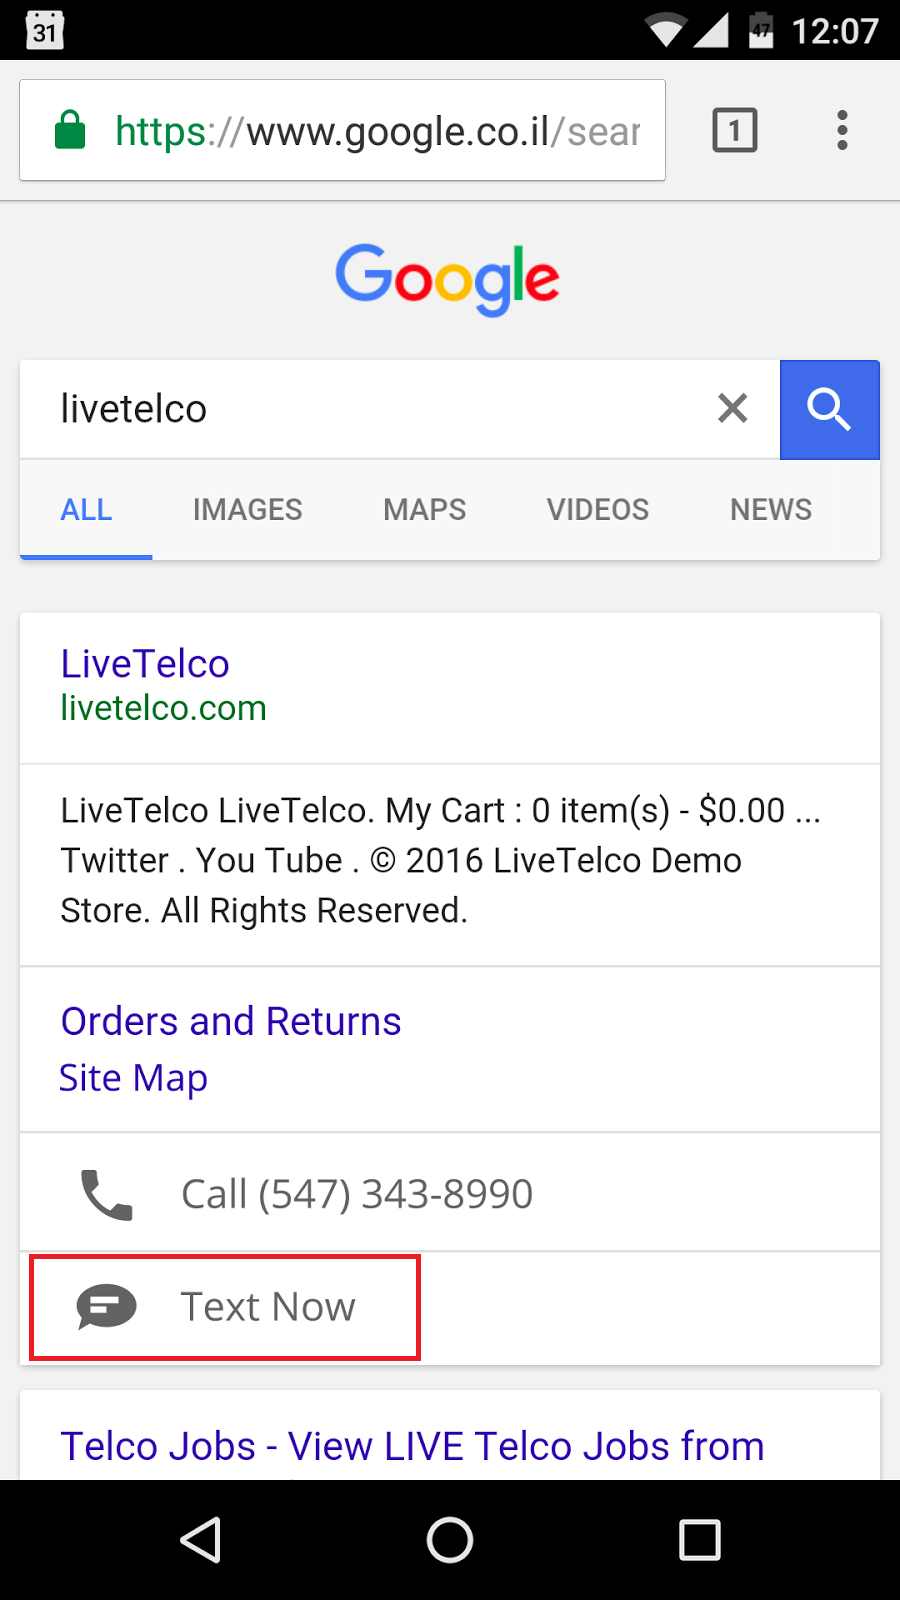 31
47
12:07
https://www.google.co.il/sear
1
Google
livetelco
ALL IMAGES MAPS VIDEOS NEWS
LiveTelco
livetelco.com
LiveTelco LiveTelco. My Cart : 0 item(s) - $0.00 ...
Twitter . You Tube . © 2016 LiveTelco Demo
Store. All Rights Reserved.
Orders and Returns
Site Map
Call (547) 343-8990
Text Now
Telco Jobs - View LIVE Telco Jobs from